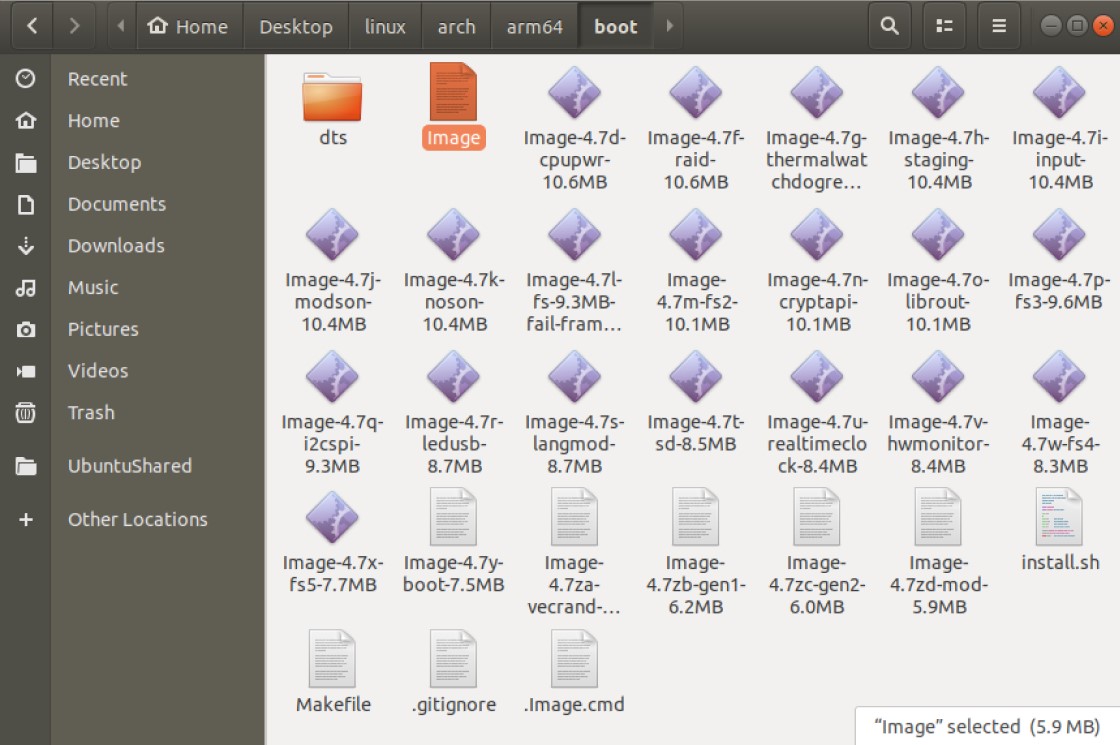 Home
Desktop
linux
arch
arm64
boot
Recent
Home
Desktop
Documents
Downloads
Music
Pictures
Videos
Trash
UbuntuShared
Other Locations
dts
Image
Image-4.7d-
cpupwr-
10.6MB
Image-4.7f-
raid-
10.6MB
Image-4.7g-
thermalwat
chdogre…
Image-4.7h-
staging-
10.4MB
Image-4.7i-
input-
10.4MB
Image-4.7j-
modson-
10.4MB
Image-4.7k-
noson-
10.4MB
Image-4.7l-
fs-9.3MB-
fail-fram…
Image-
4.7m-fs2-
10.1MB
Image-4.7n-
cryptapi-
10.1MB
Image-4.7o-
librout-
10.1MB
Image-4.7p-
fs3-9.6MB
Image-4.7q-
i2cspi-
9.3MB
Image-4.7r-
ledusb-
8.7MB
Image-4.7s-
langmod-
8.7MB
Image-4.7t-
sd-8.5MB
Image-4.7u-
realtimeclo
ck-8.4MB
Image-4.7v-
hwmonitor-
8.4MB
Image-
4.7w-fs4-
8.3MB
Image-4.7x-
fs5-7.7MB
Image-4.7y-
boot-7.5MB
Image-
4.7za-
vecrand-…
Image-
4.7zb-gen1-
6.2MB
Image-
4.7zc-gen2-
6.0MB
Image-
4.7zd-mod-
5.9MB
install.sh
Makefile
.gitignore
.Image.cmd
“Image” selected (5.9 MB)